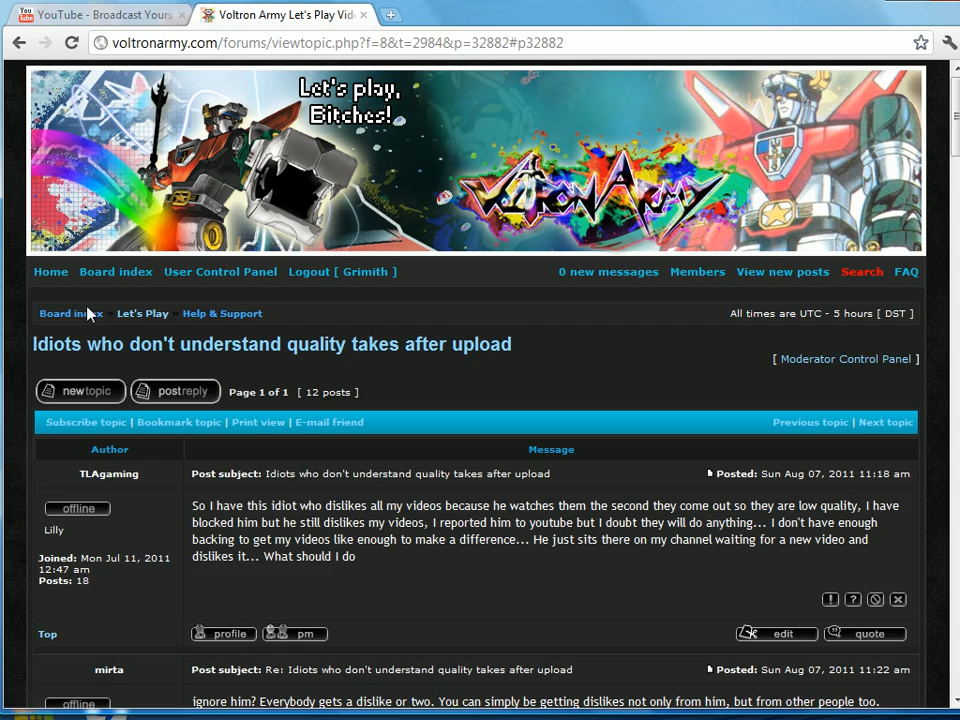 YouTube - Broadcast Yours
Voltron Army Let's Play Vid
voltronarmy.com/forums/viewtopic.php?f=8&t=2984&p=32882#p32882
Let's play,
Bitches!
Voltron Army
Home Board index User Control Panel Logout [ Grimith ] 0 new messages Members View new posts Search FAQ
Board index » Let's Play » Help & Support All times are UTC - 5 hours [ DST ]
Idiots who don't understand quality takes after upload
[ Moderator Control Panel ]
newtopic postreply Page 1 of 1 [ 12 posts ]
Subscribe topic | Bookmark topic | Print view | E-mail friend Previous topic | Next topic
Author Message
TLAgaming Post subject: Idiots who don't understand quality takes after upload Posted: Sun Aug 07, 2011 11:18 am
offline
Lilly
Joined: Mon Jul 11, 2011
12:47 am
Posts: 18
So I have this idiot who dislikes all my videos because he watches them the second they come out so they are low quality, I have
blocked him but he still dislikes my videos, I reported him to youtube but I doubt they will do anything... I don't have enough
backing to get my videos like enough to make a difference... He just sits there on my channel waiting for a new video and
dislikes it... What should I do
! ?
Top profile pm edit quote
mirta Post subject: Re: Idiots who don't understand quality takes after upload Posted: Sun Aug 07, 2011 11:22 am
offline
ignore him? Everybody gets a dislike or two. You can simply be getting dislikes not only from him, but from other people too.